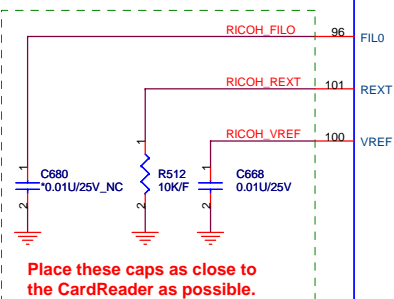 RICOH_FILO 96 FIL0
RICOH_REXT 101 REXT
RICOH_VREF 100 VREF
1 1 1
C680 R512 C668
*0.01U/25V_NC 10K/F 0.01U/25V
2 2 2
Place these caps as close to
the CardReader as possible.